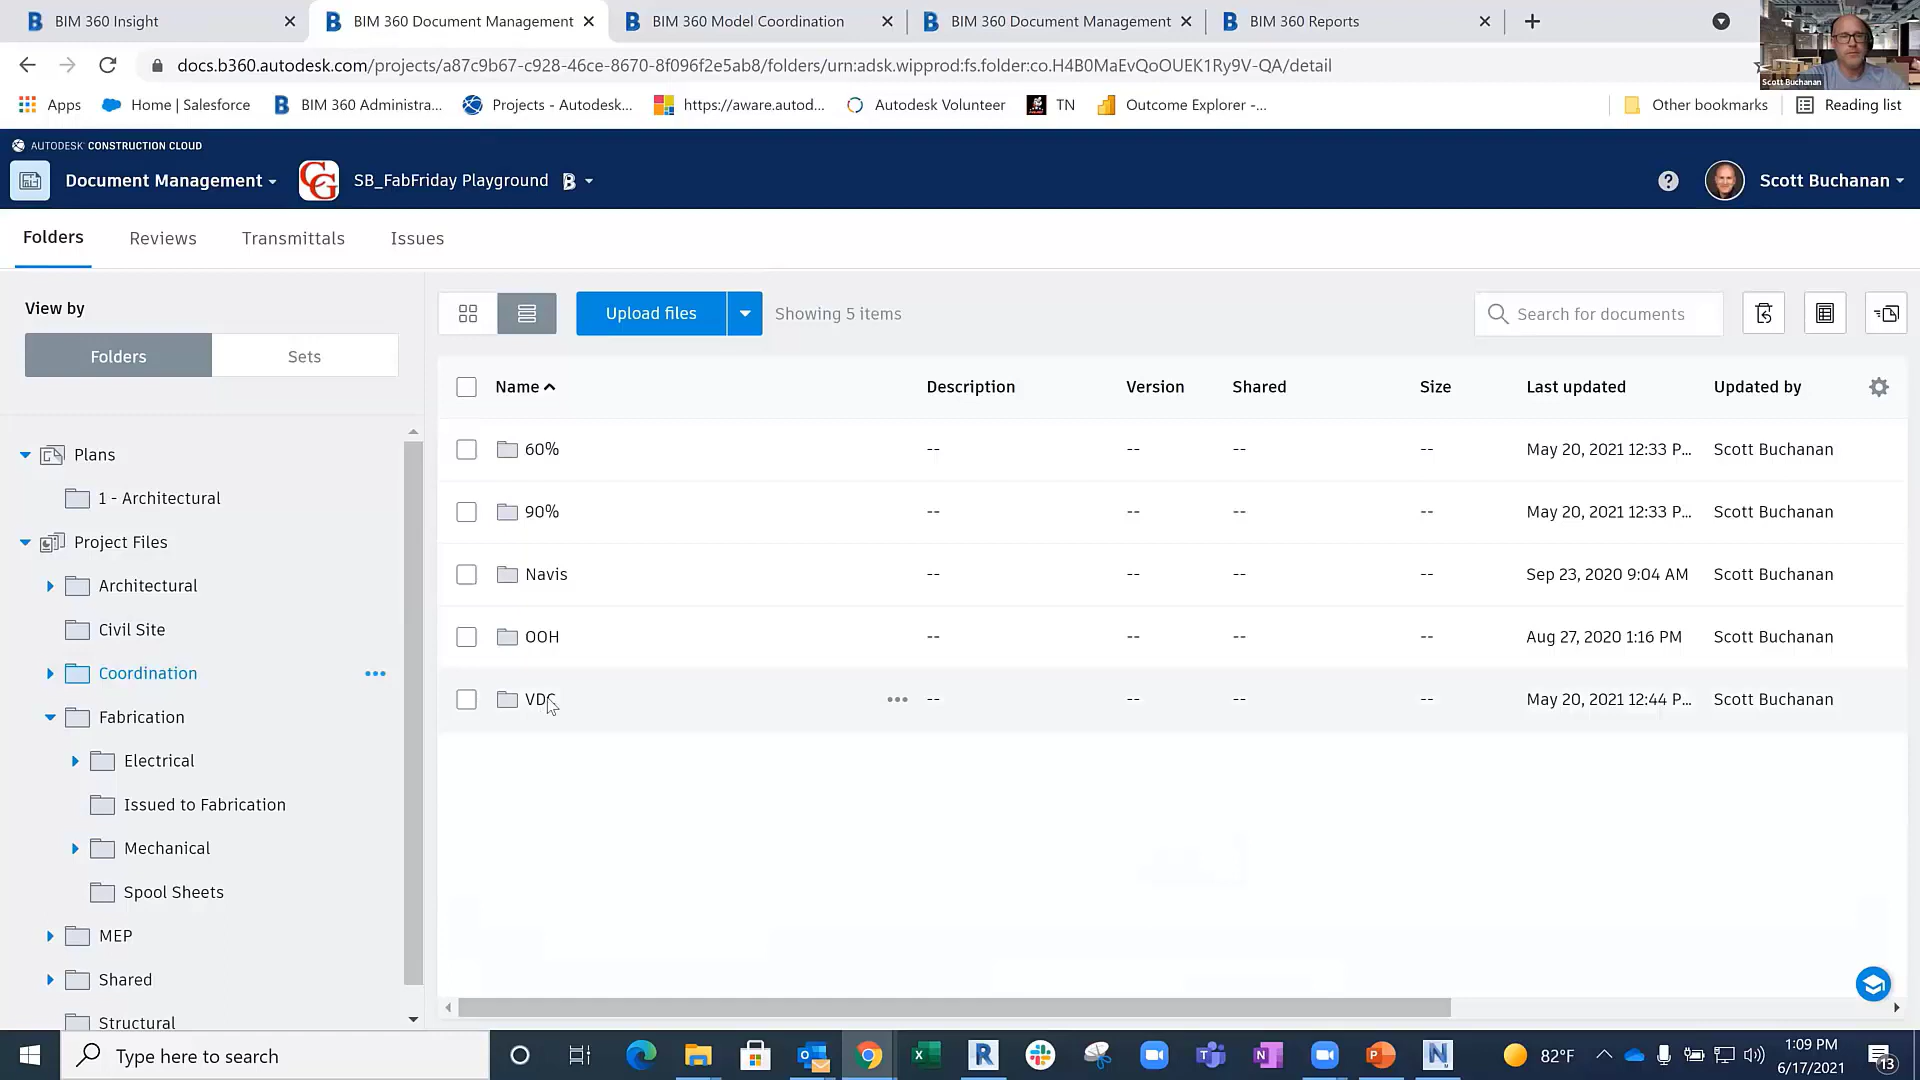 BIM 360 Insight
BIM 360 Document Management
BIM 360 Model Coordination
BIM 360 Document Management
BIM 360 Reports
docs.b360.autodesk.com/projects/a87c9b67-c928-46ce-8670-8f096f2e5ab8/folders/urn:adsk.wipprod:fs.folder:co.H4B0MaEvQoOUEK1Ry9V-QA/detail
Scott Buchanan
Apps
Home | Salesforce
BIM 360 Administra...
Projects - Autodesk...
https://aware.autod...
Autodesk Volunteer
TN
Outcome Explorer -...
Other bookmarks
Reading list
AUTODESK CONSTRUCTION CLOUD
Document Management
SB_FabFriday Playground
Scott Buchanan
Folders
Reviews
Transmittals
Issues
View by
Folders
Sets
Upload files
Showing 5 items
Search for documents
Name
Description
Version
Shared
Size
Last updated
Updated by
60% -- -- -- -- May 20, 2021 12:33 P... Scott Buchanan
90% -- -- -- -- May 20, 2021 12:33 P... Scott Buchanan
Navis -- -- -- -- Sep 23, 2020 9:04 AM Scott Buchanan
OOH -- -- -- -- Aug 27, 2020 1:16 PM Scott Buchanan
VDC -- -- -- -- May 20, 2021 12:44 P... Scott Buchanan
Plans
1 - Architectural
Project Files
Architectural
Civil Site
Coordination
Fabrication
Electrical
Issued to Fabrication
Mechanical
Spool Sheets
MEP
Shared
Structural
Type here to search
82°F
1:09 PM
6/17/2021
13